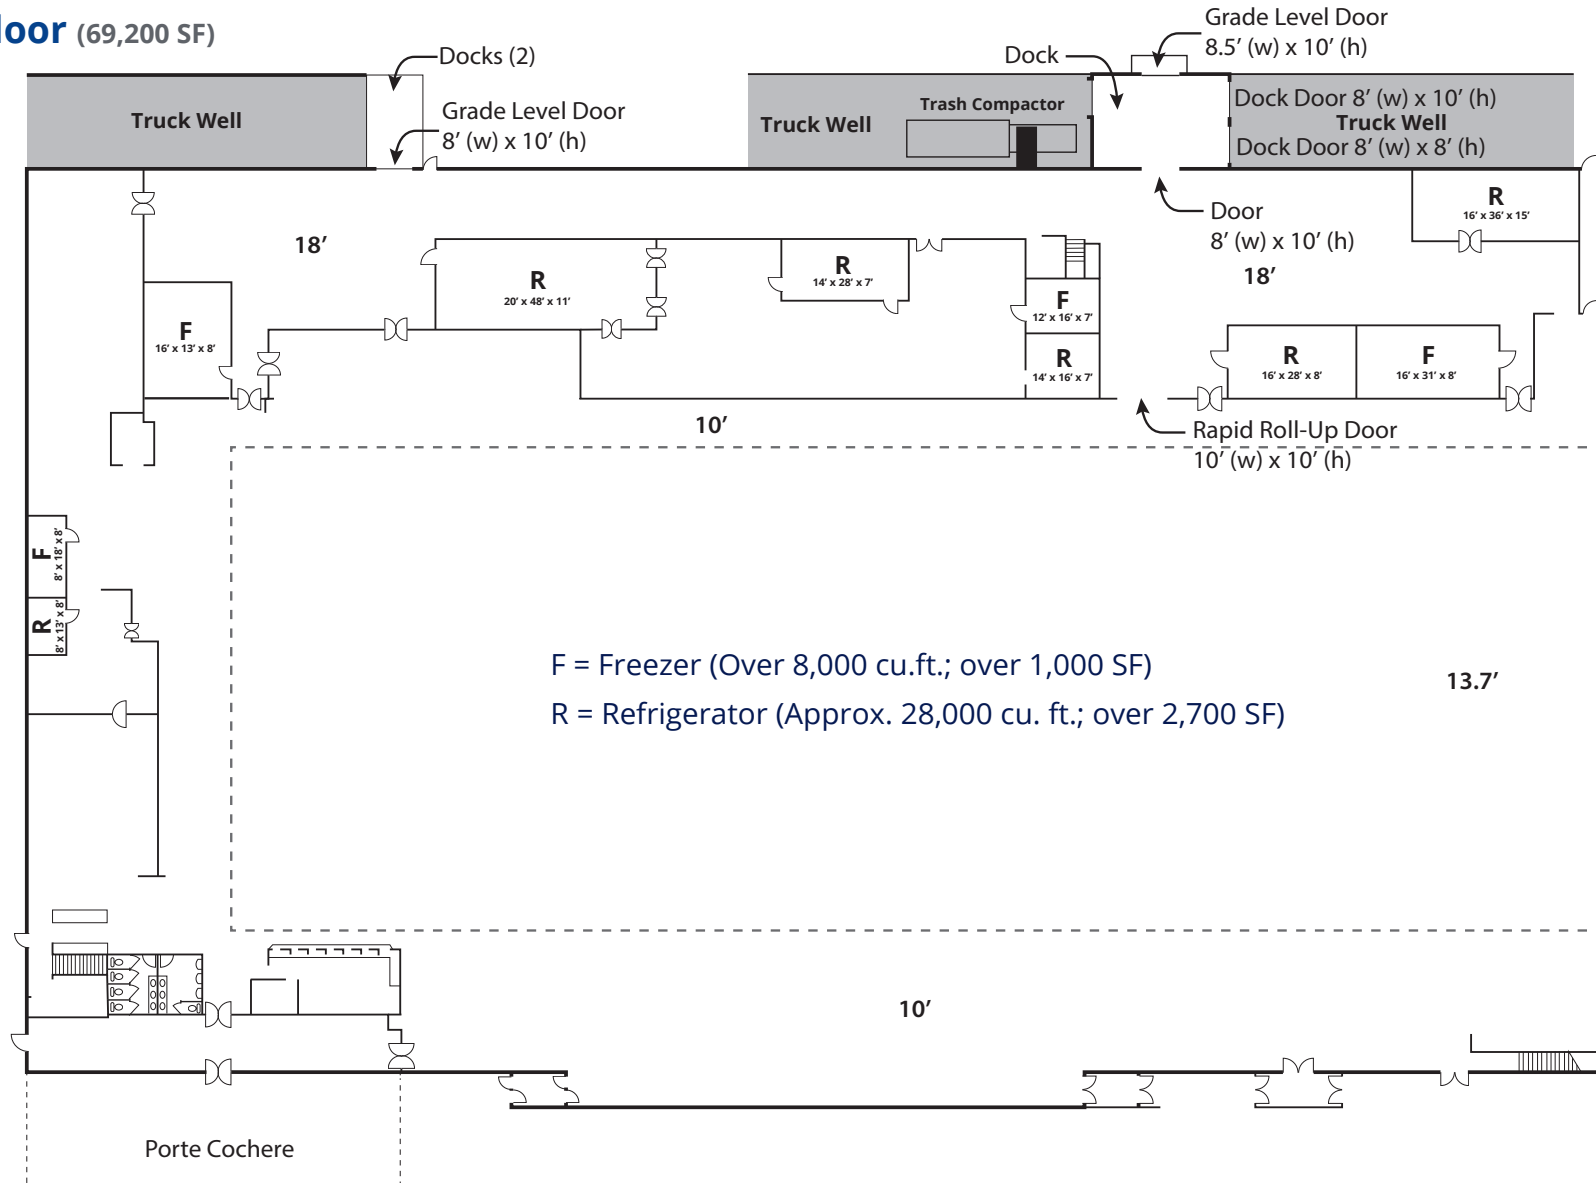 loor (69,200 SF)
Docks (2)
Grade Level Door
8’ (w) x 10’ (h)
Truck Well
Dock
Grade Level Door
8.5’ (w) x 10’ (h)
Truck Well
Trash Compactor
Dock Door 8’ (w) x 10’ (h)
Truck Well
Dock Door 8’ (w) x 8’ (h)
Door
8’ (w) x 10’ (h)
R
16’ x 36’ x 15’
18’
18’
R
20’ x 48’ x 11’
R
14’ x 28’ x 7’
F
12’ x 16’ x 7’
F
16’ x 13’ x 8’
R
14’ x 16’ x 7’
R
16’ x 28’ x 8’
F
16’ x 31’ x 8’
10’
Rapid Roll-Up Door
10’ (w) x 10’ (h)
F
8’ x 18’ x 8’
R
8’ x 13’ x 8’
F = Freezer (Over 8,000 cu.ft.; over 1,000 SF)
R = Refrigerator (Approx. 28,000 cu. ft.; over 2,700 SF)
13.7’
10’
Porte Cochere